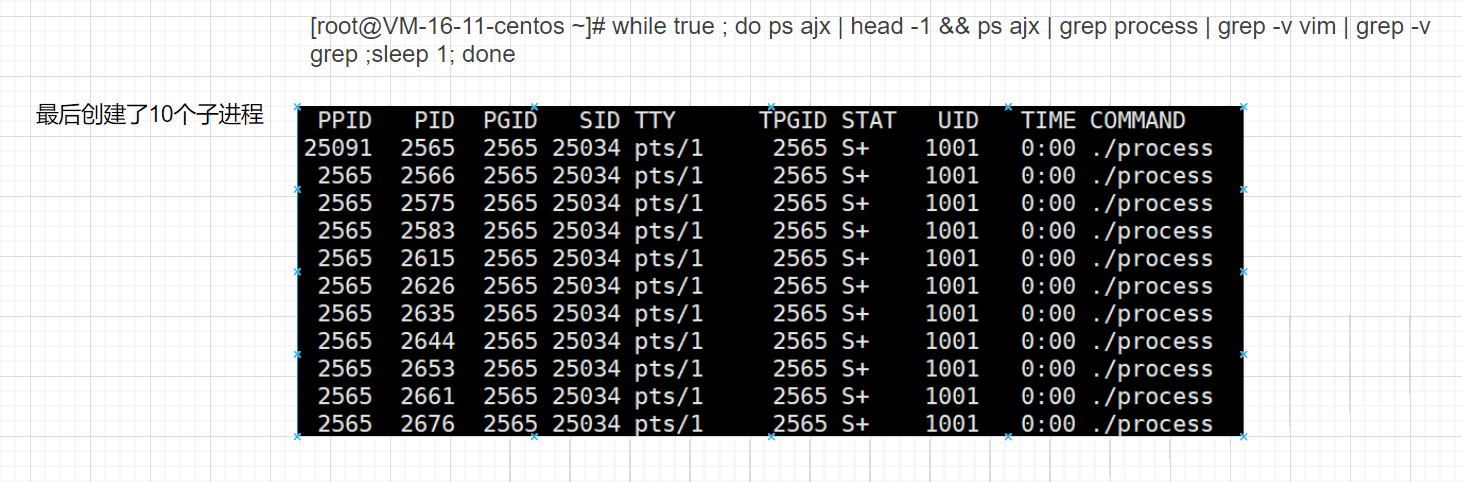 [root@VM-16-11-centos ~]# while true ; do ps ajx | head -1 && ps ajx | grep process | grep -v vim | grep -v
grep ;sleep 1; done
最后创建了10个子进程
PPID PID PGID SID TTY TPGID STAT UID TIME COMMAND
25091 2565 2565 25034 pts/1 2565 S+ 1001 0:00 ./process
2565 2566 2565 25034 pts/1 2565 S+ 1001 0:00 ./process
2565 2575 2565 25034 pts/1 2565 S+ 1001 0:00 ./process
2565 2583 2565 25034 pts/1 2565 S+ 1001 0:00 ./process
2565 2615 2565 25034 pts/1 2565 S+ 1001 0:00 ./process
2565 2626 2565 25034 pts/1 2565 S+ 1001 0:00 ./process
2565 2635 2565 25034 pts/1 2565 S+ 1001 0:00 ./process
2565 2644 2565 25034 pts/1 2565 S+ 1001 0:00 ./process
2565 2653 2565 25034 pts/1 2565 S+ 1001 0:00 ./process
2565 2661 2565 25034 pts/1 2565 S+ 1001 0:00 ./process
2565 2676 2565 25034 pts/1 2565 S+ 1001 0:00 ./process